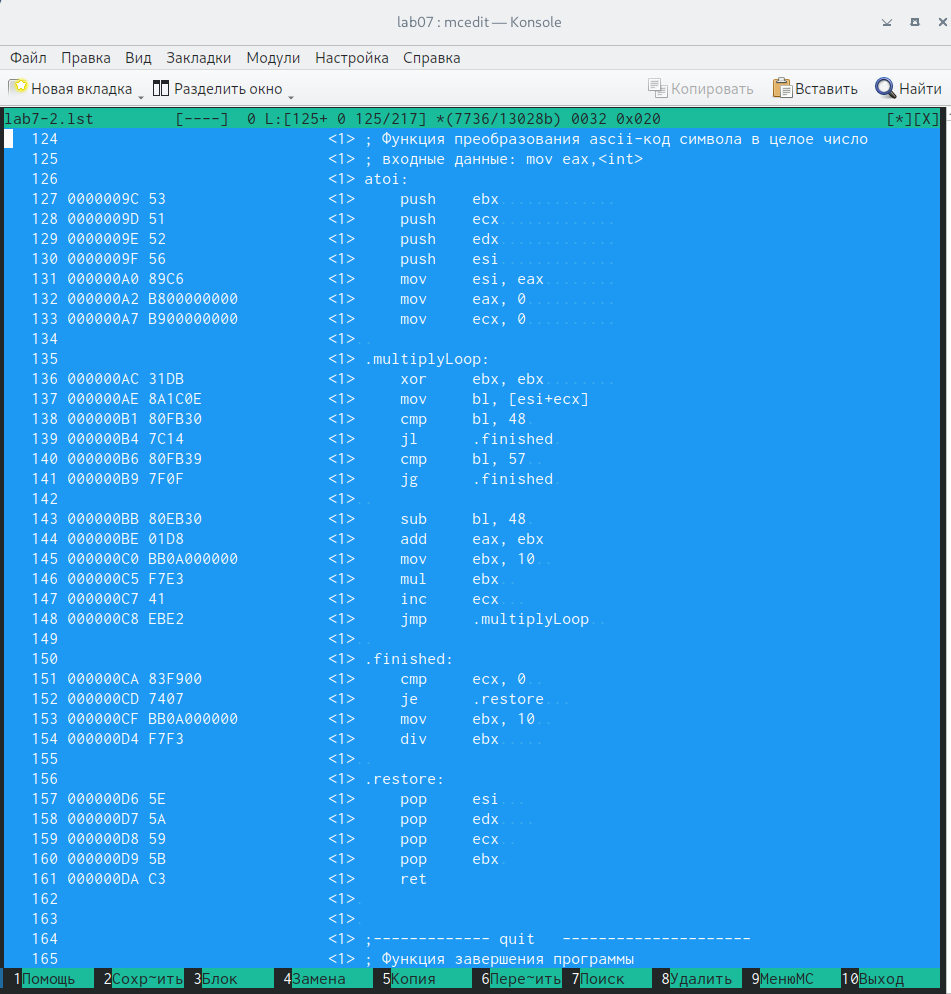 lab07 : mcedit — Konsole
Файл Правка Вид Закладки Модули Настройка Справка
Новая вкладка Разделить окно Копировать Вставить Найти
lab7-2.lst [----] 0 L:[125+ 0 125/217] *(7736/13028b) 0032 0x020 [*][X]
124 <1> ; Функция преобразования ascii-код символа в целое число
125 <1> ; входные данные: mov eax,<int>
126 <1> atoi:
127 0000009C 53 <1> push ebx
128 0000009D 51 <1> push ecx
129 0000009E 52 <1> push edx
130 0000009F 56 <1> push esi
131 000000A0 89C6 <1> mov esi, eax
132 000000A2 B800000000 <1> mov eax, 0
133 000000A7 B900000000 <1> mov ecx, 0
134 <1>
135 <1> .multiplyLoop:
136 000000AC 31DB <1> xor ebx, ebx
137 000000AE 8A1C0E <1> mov bl, [esi+ecx]
138 000000B1 80FB30 <1> cmp bl, 48
139 000000B4 7C14 <1> jl .finished
140 000000B6 80FB39 <1> cmp bl, 57
141 000000B9 7F0F <1> jg .finished
142 <1>
143 000000BB 80EB30 <1> sub bl, 48
144 000000BE 01D8 <1> add eax, ebx
145 000000C0 BB0A000000 <1> mov ebx, 10
146 000000C5 F7E3 <1> mul ebx
147 000000C7 41 <1> inc ecx
148 000000C8 EBE2 <1> jmp .multiplyLoop
149 <1>
150 <1> .finished:
151 000000CA 83F900 <1> cmp ecx, 0
152 000000CD 7407 <1> je .restore
153 000000CF BB0A000000 <1> mov ebx, 10
154 000000D4 F7F3 <1> div ebx
155 <1>
156 <1> .restore:
157 000000D6 5E <1> pop esi
158 000000D7 5A <1> pop edx
159 000000D8 59 <1> pop ecx
160 000000D9 5B <1> pop ebx
161 000000DA C3 <1> ret
162 <1>
163 <1>
164 <1> ;------------- quit ---------------------
165 <1> ; Функция завершения программы
1Помощь 2Сохр~ить 3Блок 4Замена 5Копия 6Пере~ить 7Поиск 8Удалить 9МенюМС 10Выход